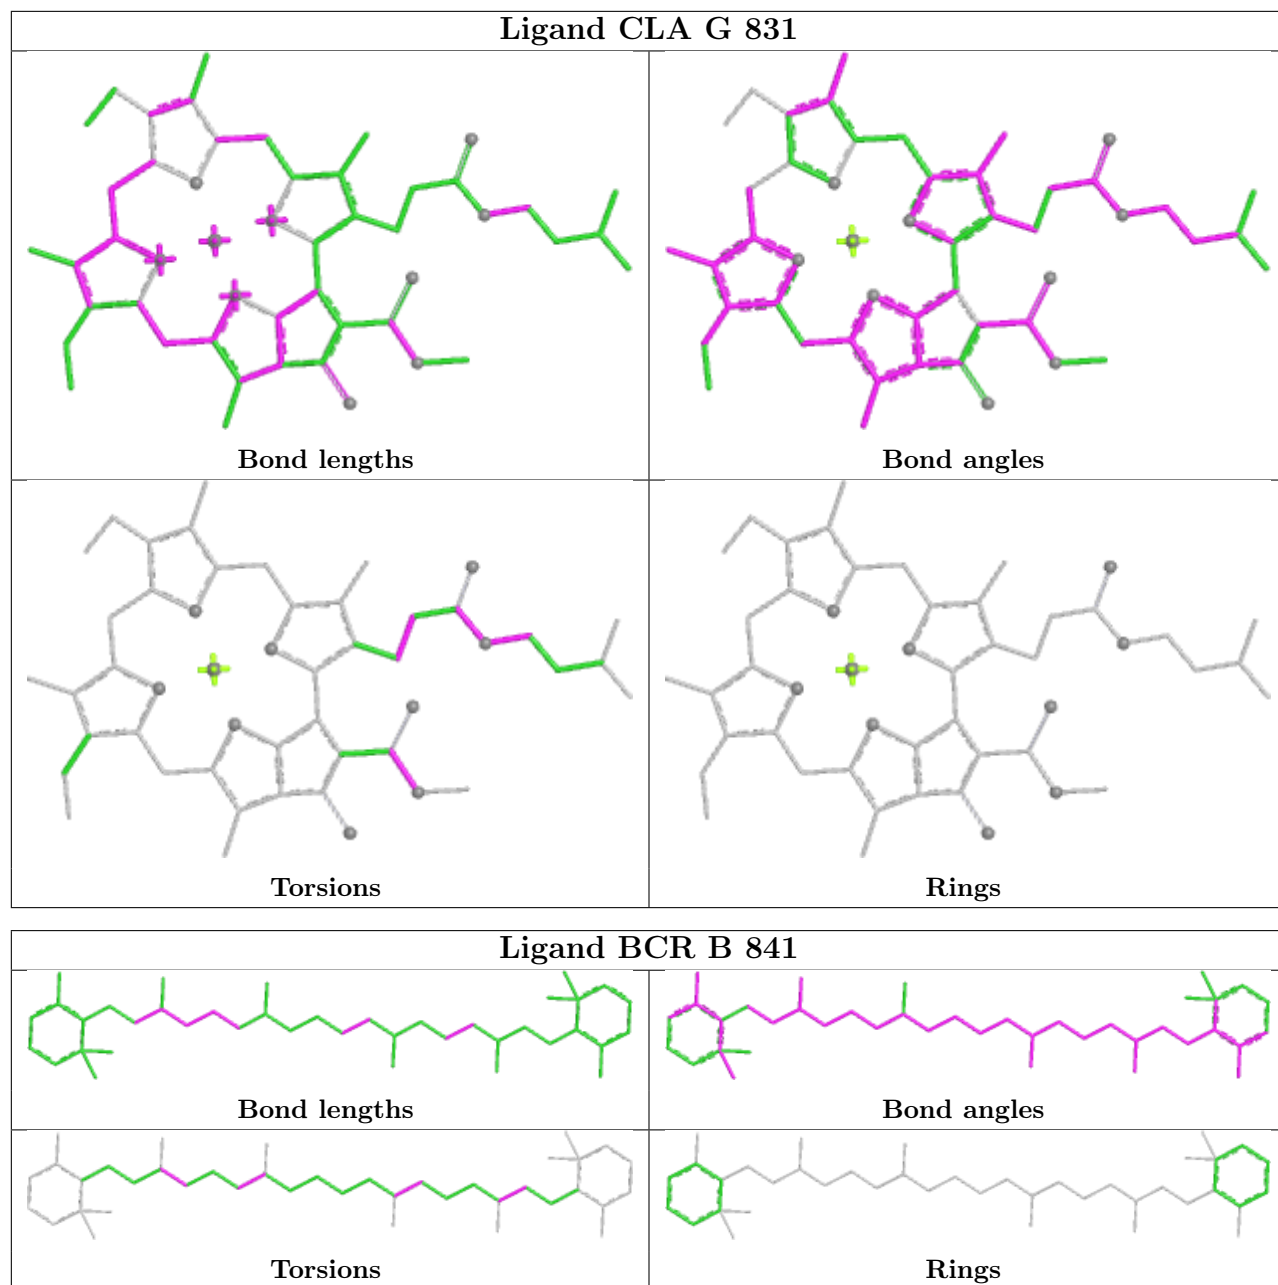 Ligand CLA G 831
Bond lengths
Bond angles
Torsions
Rings
Ligand BCR B 841
Bond lengths
Bond angles
Torsions
Rings